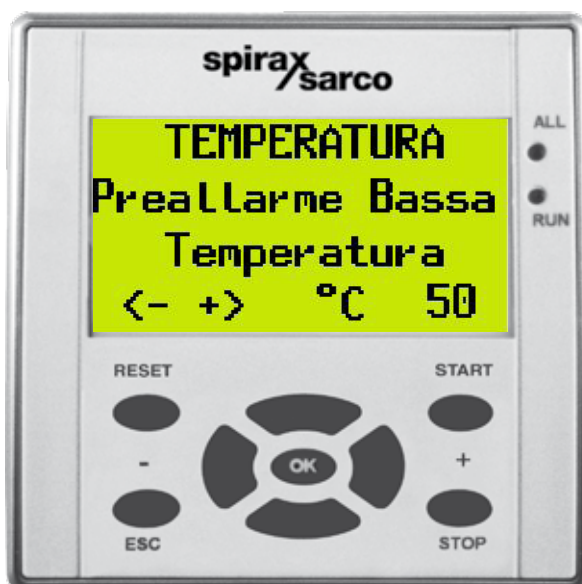 spirax
sarco
TEMPERATURA
Preallarme Bassa
Temperatura
<- +> °C 50
ALL
RUN
RESET
START
-
OK
+
ESC
STOP